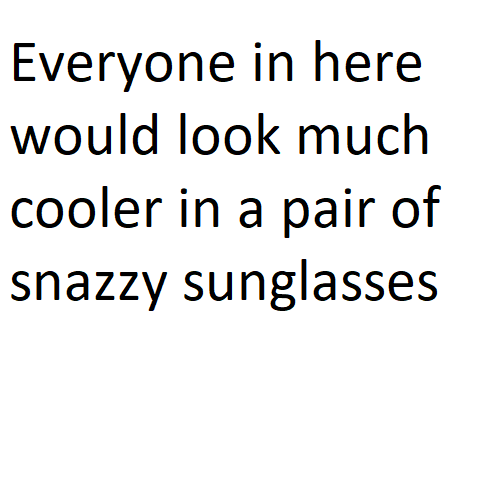 Everyone in here
would look much
cooler in a pair of
snazzy sunglasses